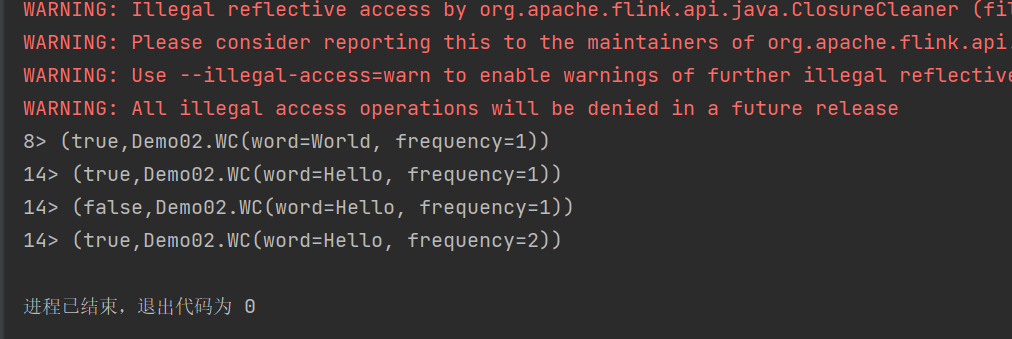 WARNING: Illegal reflective access by org.apache.flink.api.java.ClosureCleaner (fil
WARNING: Please consider reporting this to the maintainers of org.apache.flink.api.
WARNING: Use --illegal-access=warn to enable warnings of further illegal reflective
WARNING: All illegal access operations will be denied in a future release
8> (true,Demo02.WC(word=World, frequency=1))
14> (true,Demo02.WC(word=Hello, frequency=1))
14> (false,Demo02.WC(word=Hello, frequency=1))
14> (true,Demo02.WC(word=Hello, frequency=2))
进程已结束，退出代码为 0